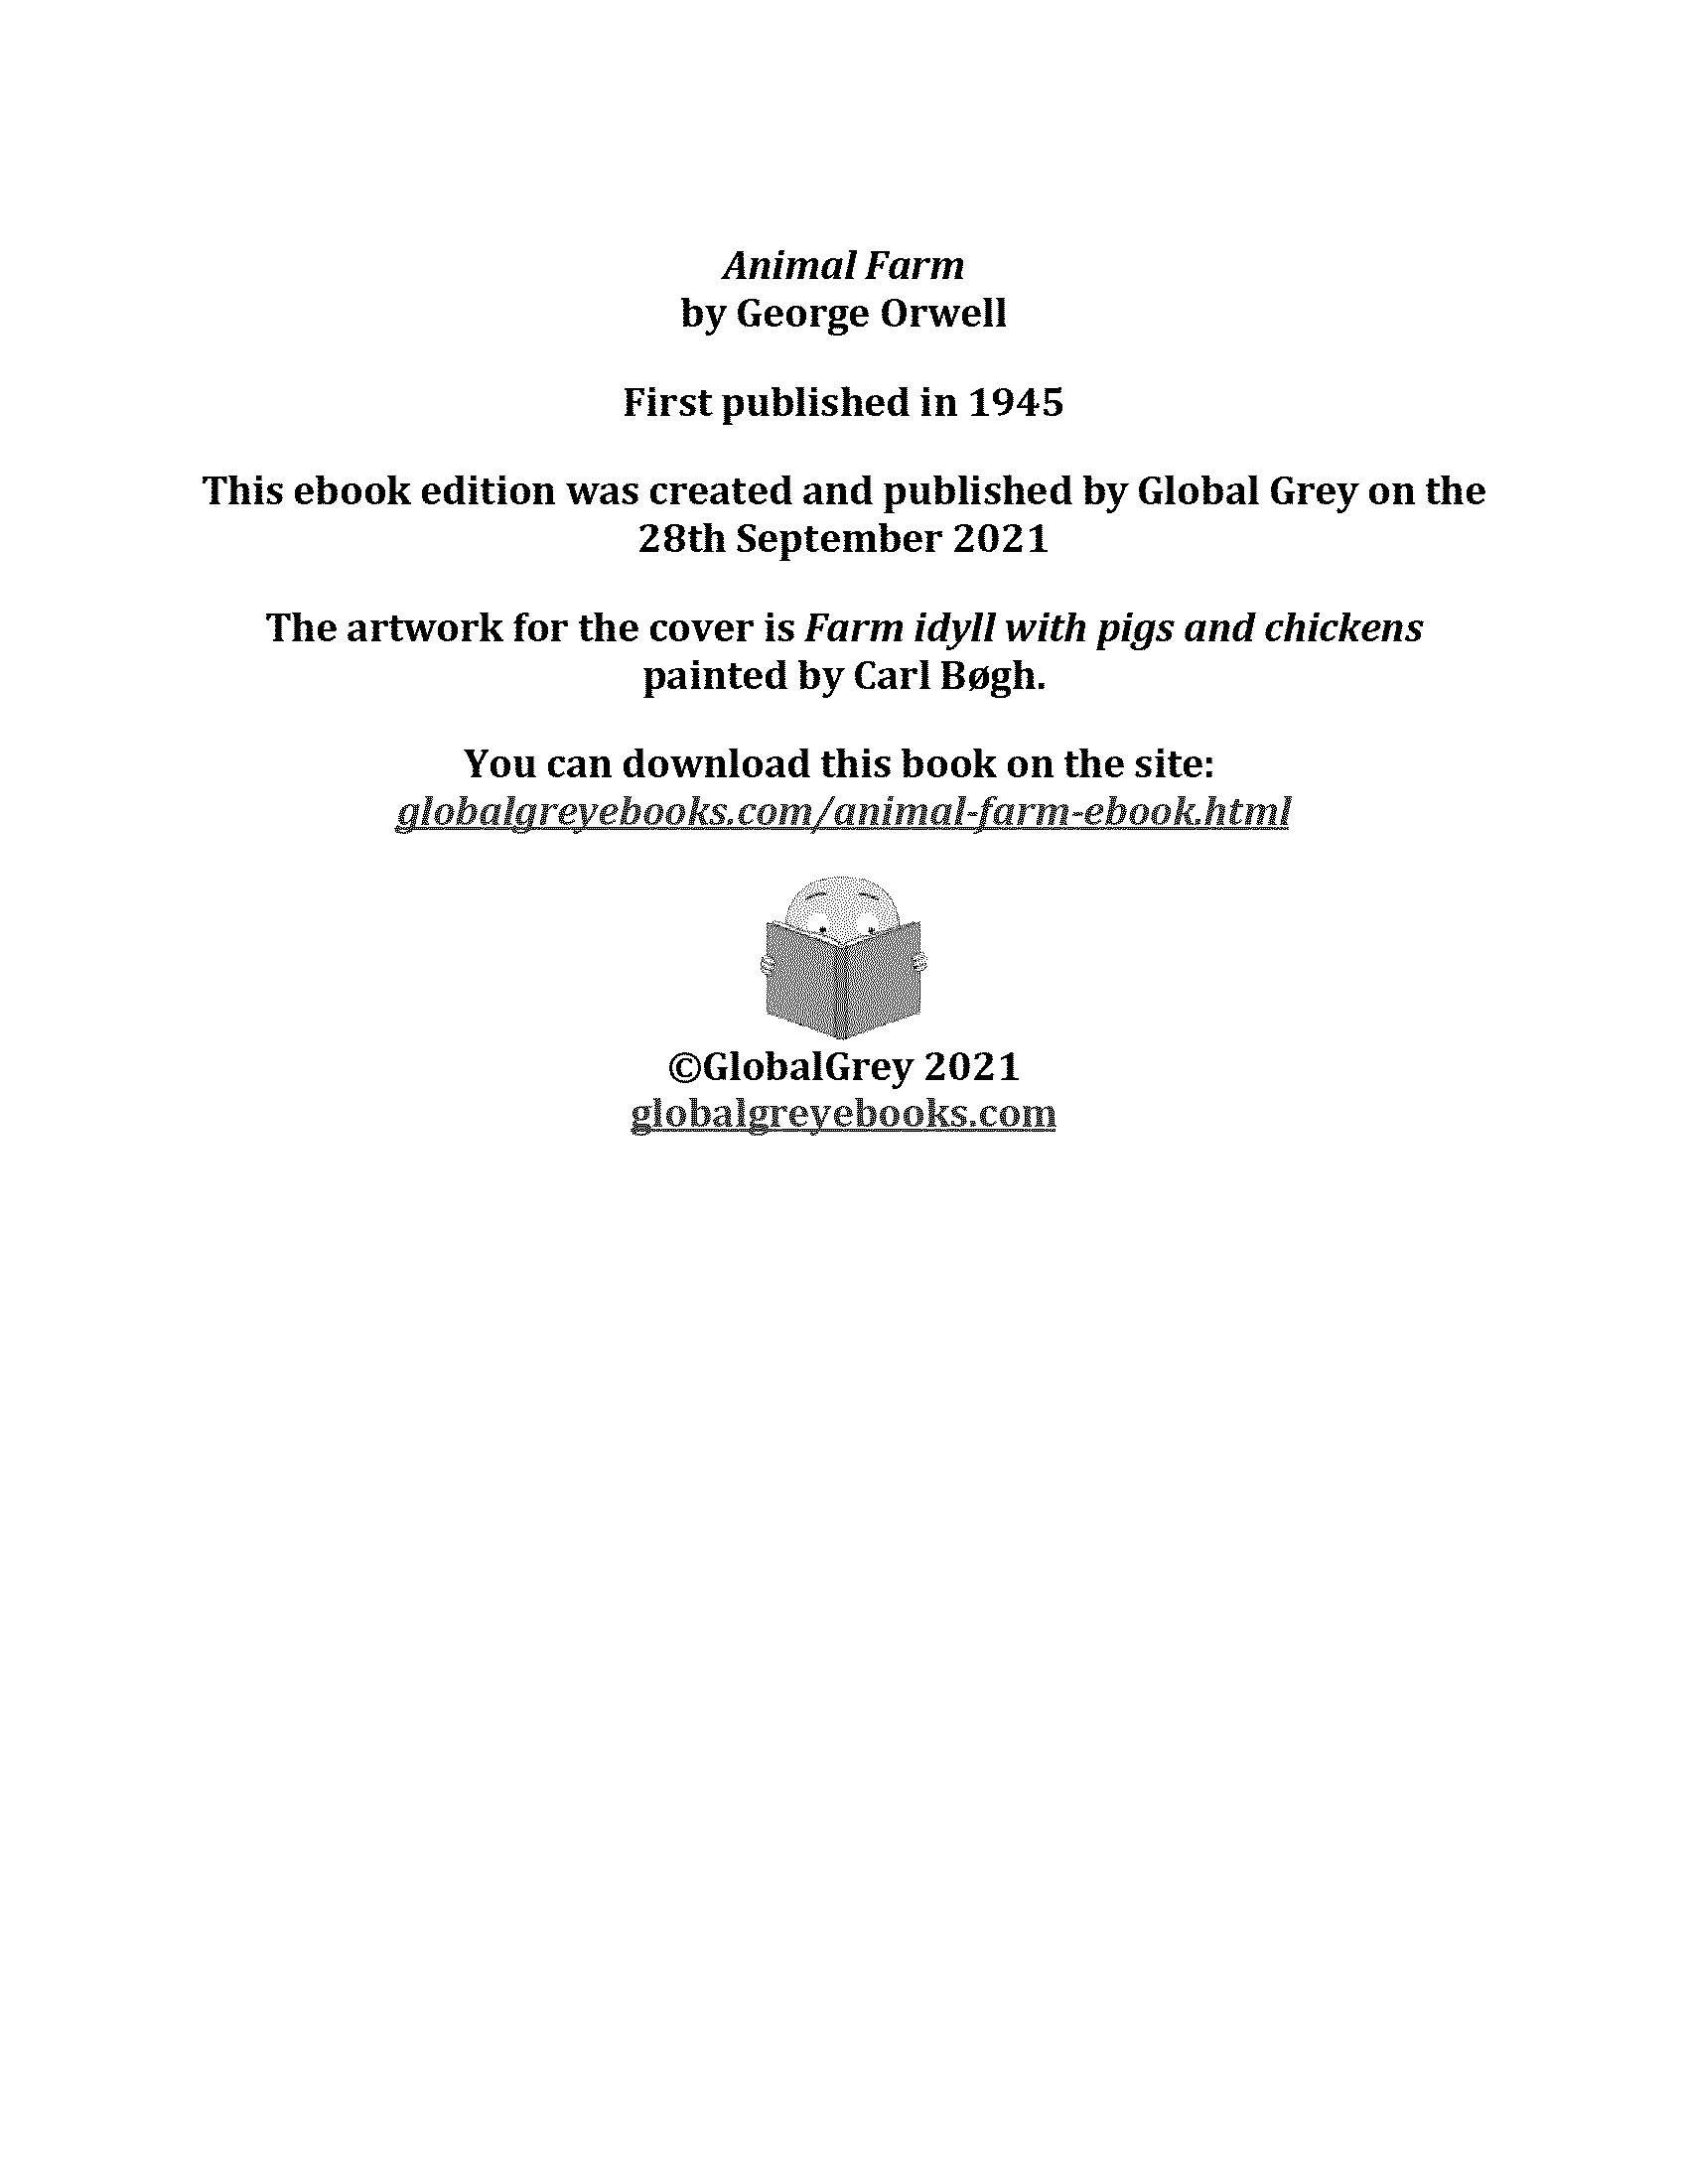 Animal Farm
by George Orwell
First published in 1945
This ebook edition was created and published by Global Grey on the
28th September 2021
The artwork for the cover is Farm idyll with pigs and chickens
painted by Carl Bøgh.
You can download this book on the site:
globalgreyebooks.com/animal-farm-ebook.html
©GlobalGrey 2021
globalgreyebooks.com